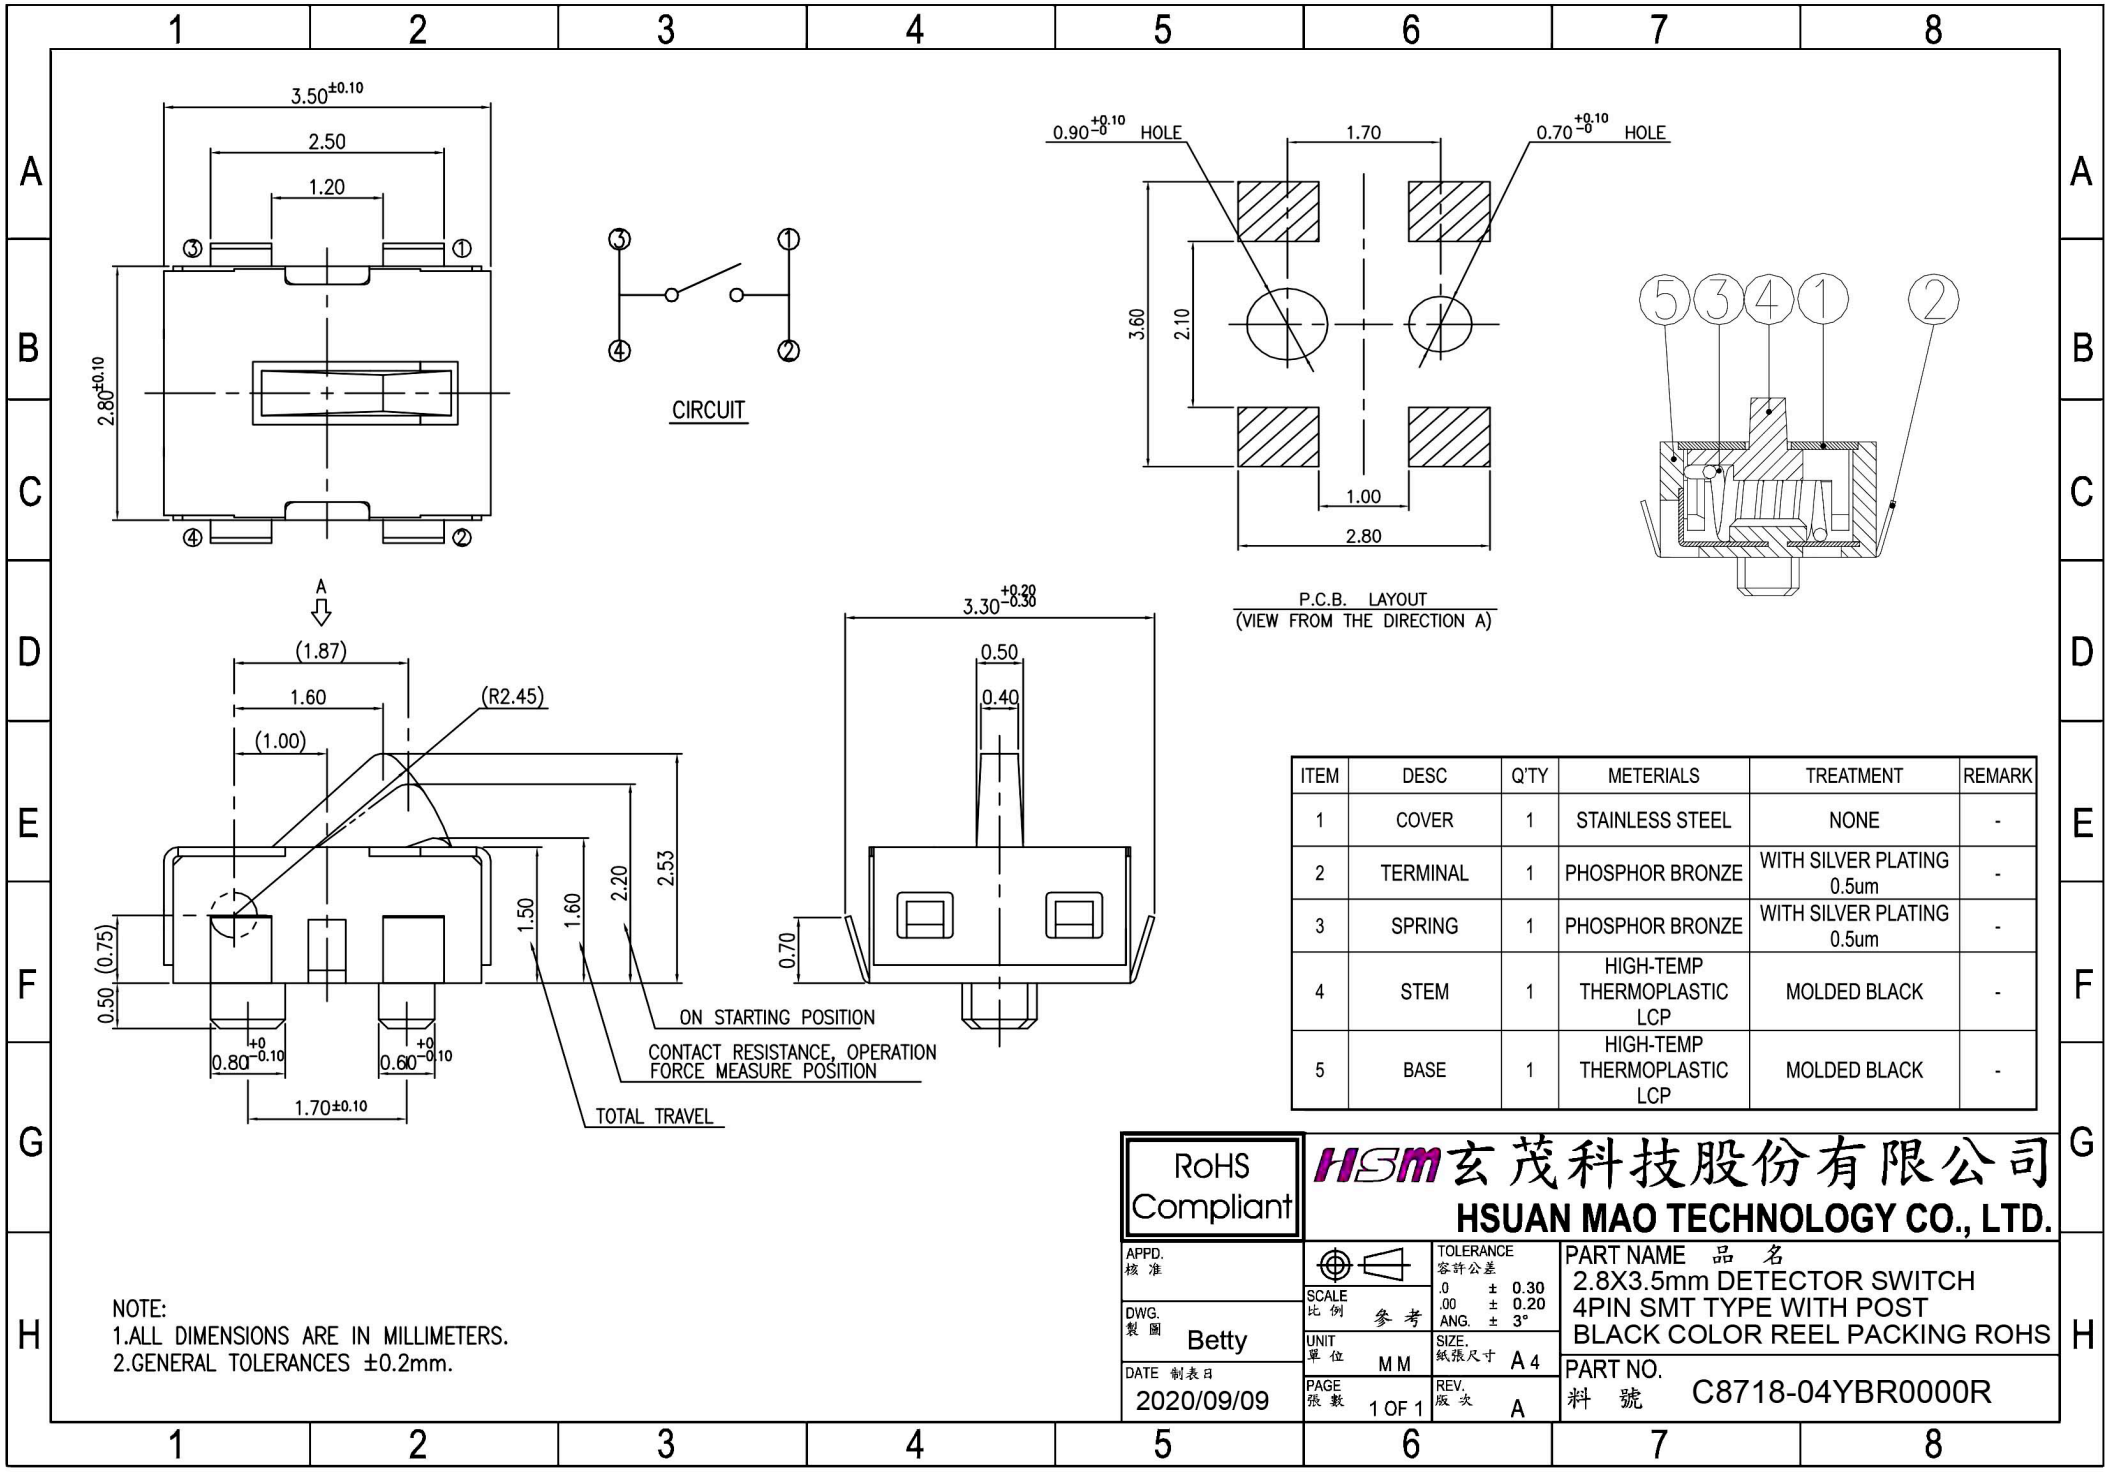 1 2 3 4 5 6 7 8
A
B
C
D
E
F
G
H
A
B
C
D
E
F
G
H
3.50±0.10
2.50
1.20
③ ①
2.80±0.10
④ ②
③ ①
④ ②
CIRCUIT
0.90+0.10 -0 HOLE
1.70
0.70+0.10 -0 HOLE
3.60
2.10
1.00
2.80
P.C.B. LAYOUT
(VIEW FROM THE DIRECTION A)
⑤ ③ ④ ① ②
A
(1.87)
1.60
(R2.45)
(1.00)
0.50 (0.75)
1.50
1.60
2.20
2.53
0.80+0 -0.10
0.60+0 -0.10
1.70±0.10
ON STARTING POSITION
CONTACT RESISTANCE, OPERATION
FORCE MEASURE POSITION
TOTAL TRAVEL
3.30+0.20 -0.30
0.50
0.40
0.70
ITEM DESC Q'TY METERIALS TREATMENT REMARK
1 COVER 1 STAINLESS STEEL NONE -
2 TERMINAL 1 PHOSPHOR BRONZE WITH SILVER PLATING
0.5um -
3 SPRING 1 PHOSPHOR BRONZE WITH SILVER PLATING
0.5um -
HIGH-TEMP
4 STEM 1 THERMOPLASTIC MOLDED BLACK -
LCP
HIGH-TEMP
5 BASE 1 THERMOPLASTIC MOLDED BLACK -
LCP
RoHS
Compliant
HSM 玄茂科技股份有限公司
HSUAN MAO TECHNOLOGY CO., LTD.
APPD.
核 准
DWG.
製 圖 Betty
DATE 制表日
2020/09/09
SCALE
比 例 參 考
UNIT
單 位 MM
PAGE
張 數 1 OF 1
TOLERANCE
容許公差
.0 ± 0.30
.00 ± 0.20
ANG. ± 3°
SIZE.
紙張尺寸 A4
REV.
版 次 A
PART NAME 品 名
2.8X3.5mm DETECTOR SWITCH
4PIN SMT TYPE WITH POST
BLACK COLOR REEL PACKING ROHS
PART NO.
料 號 C8718-04YBR0000R
NOTE:
1.ALL DIMENSIONS ARE IN MILLIMETERS.
2.GENERAL TOLERANCES ±0.2mm.
1 2 3 4 5 6 7 8